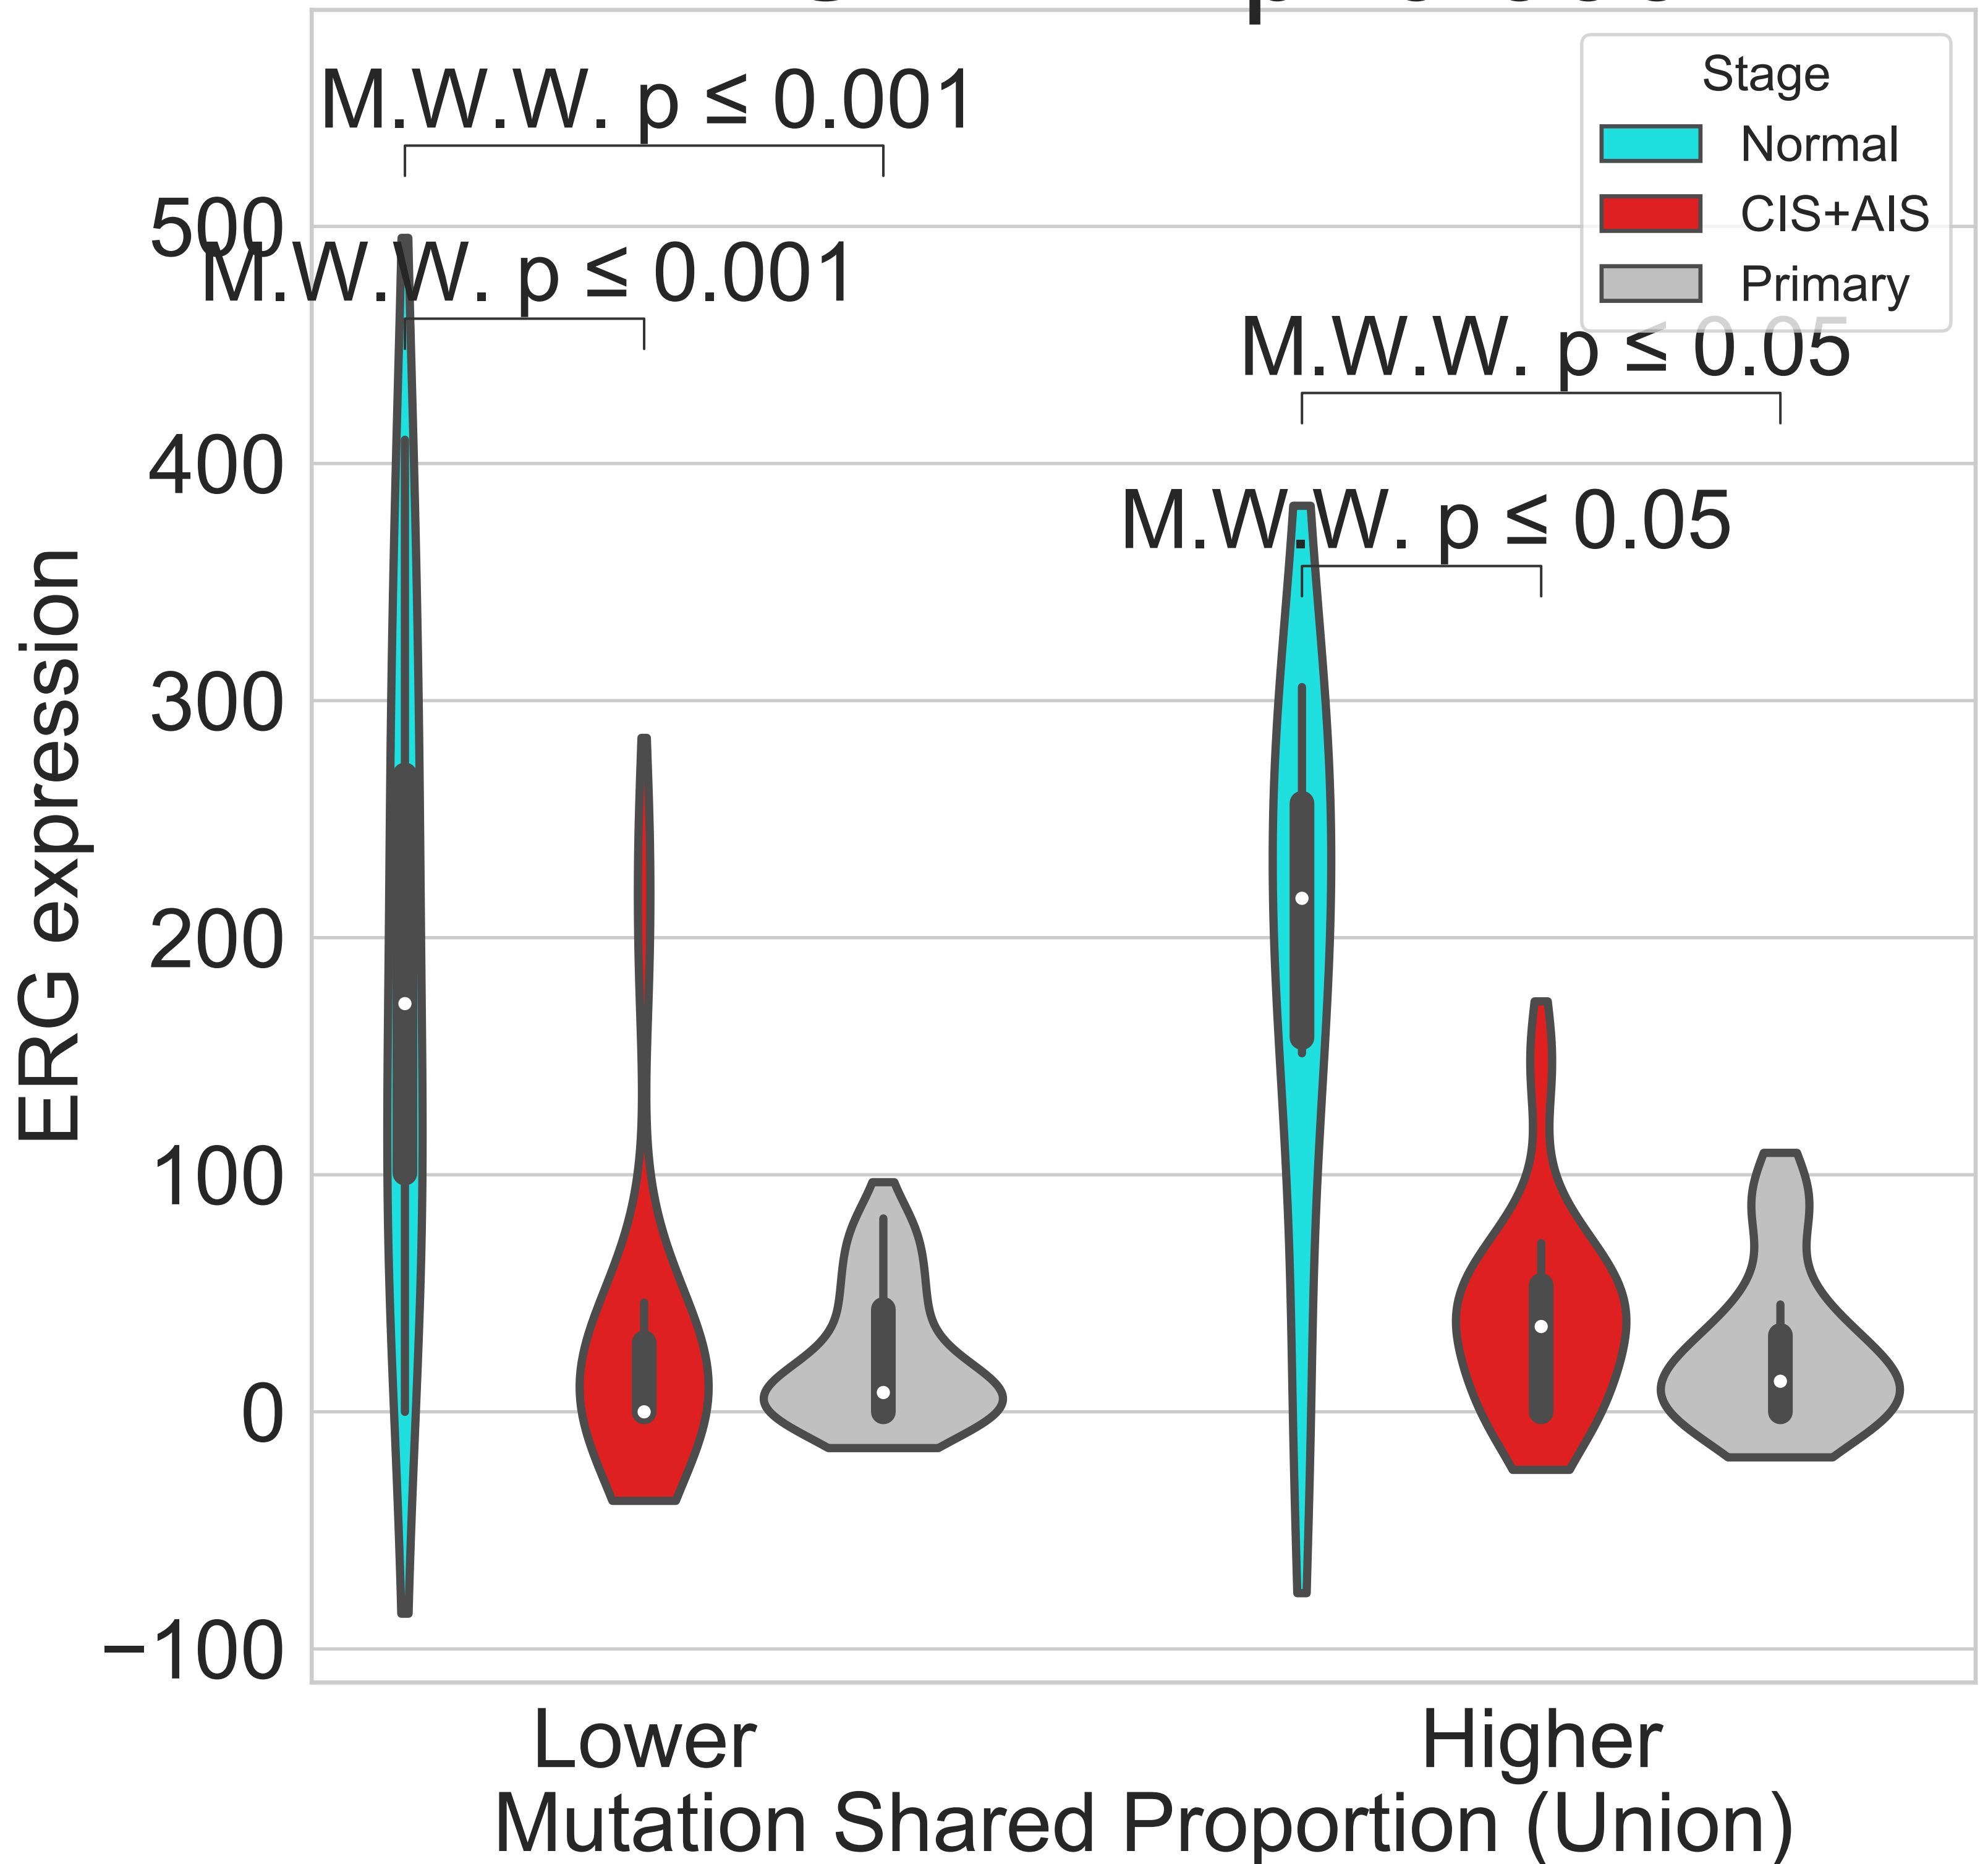 M.W.W. p ≤ 0.001
Stage
Normal
CIS+AIS
Primary
500
M.W.W. p ≤ 0.001
M.W.W. p ≤ 0.05
400
M.W.W. p ≤ 0.05
300
200
100
0
−100
ERG expression
Lower
Higher
Mutation Shared Proportion (Union)